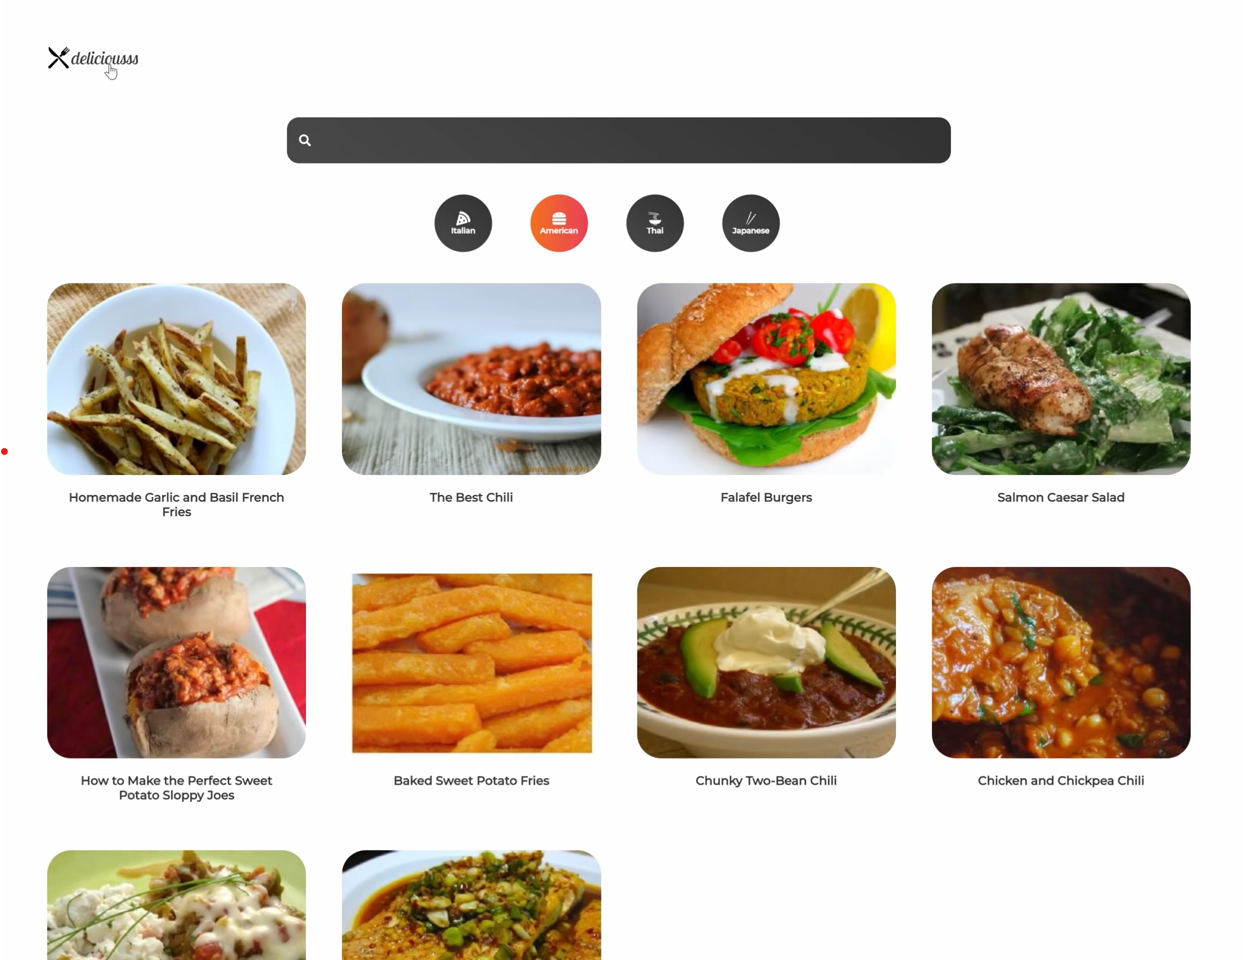 deliciousss
Italian
American
Thai
Japanese
Homemade Garlic and Basil French
Fries
The Best Chili
Falafel Burgers
Salmon Caesar Salad
How to Make the Perfect Sweet
Potato Sloppy Joes
Baked Sweet Potato Fries
Chunky Two-Bean Chili
Chicken and Chickpea Chili